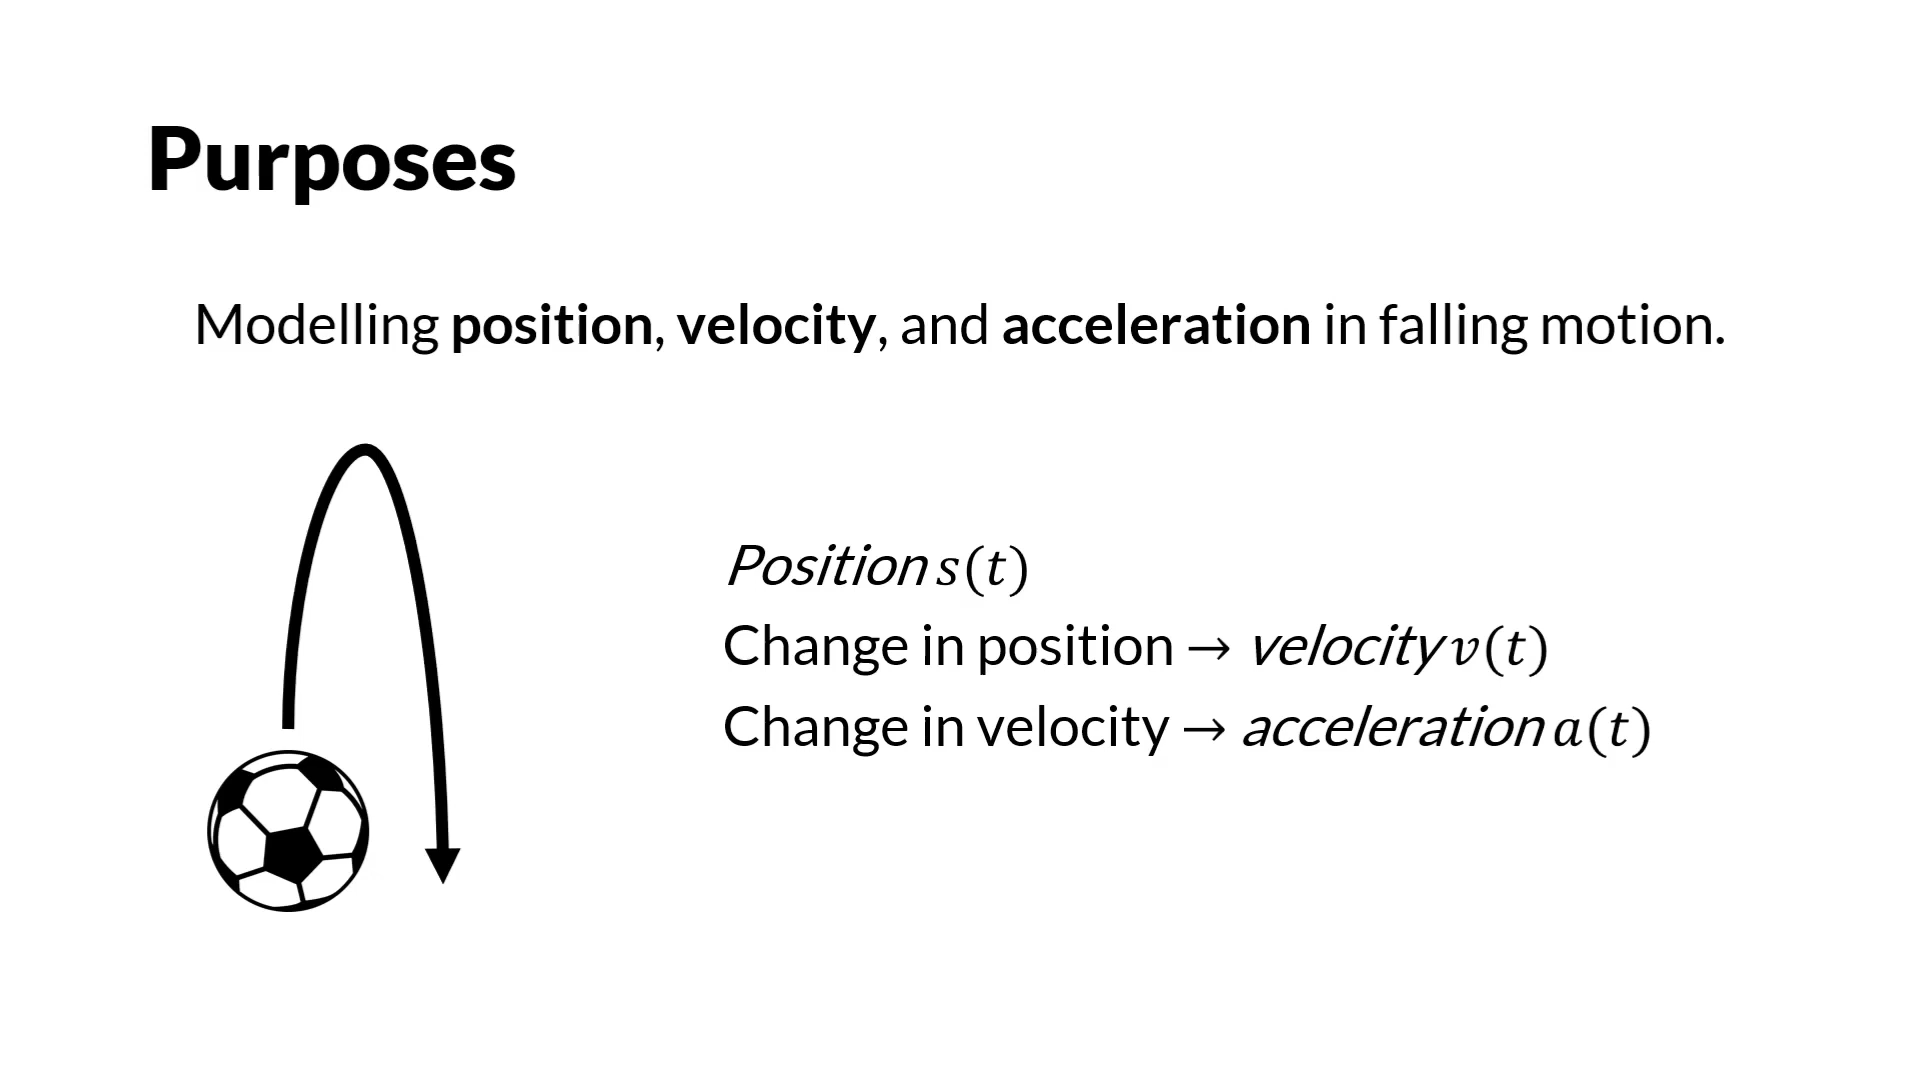 Purposes
Modelling position, velocity, and acceleration in falling motion.
Position s(t)
Change in position → velocity v(t)
Change in velocity → acceleration a(t)